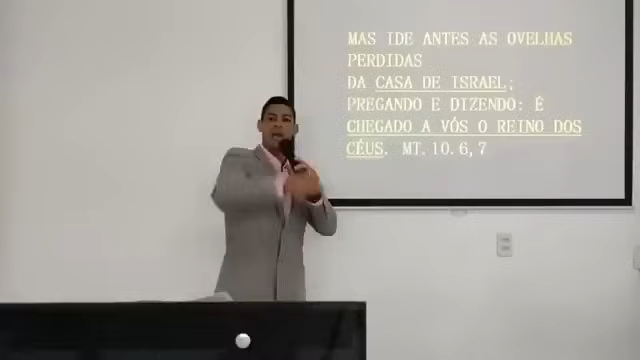 MAS IDE ANTES AS OVELHAS
PERDIDAS
DA CASA DE ISRAEL;
PREGANDO E DIZENDO: É
CHEGADO A VÓS O REINO DOS
CÉUS. MT.10.6,7